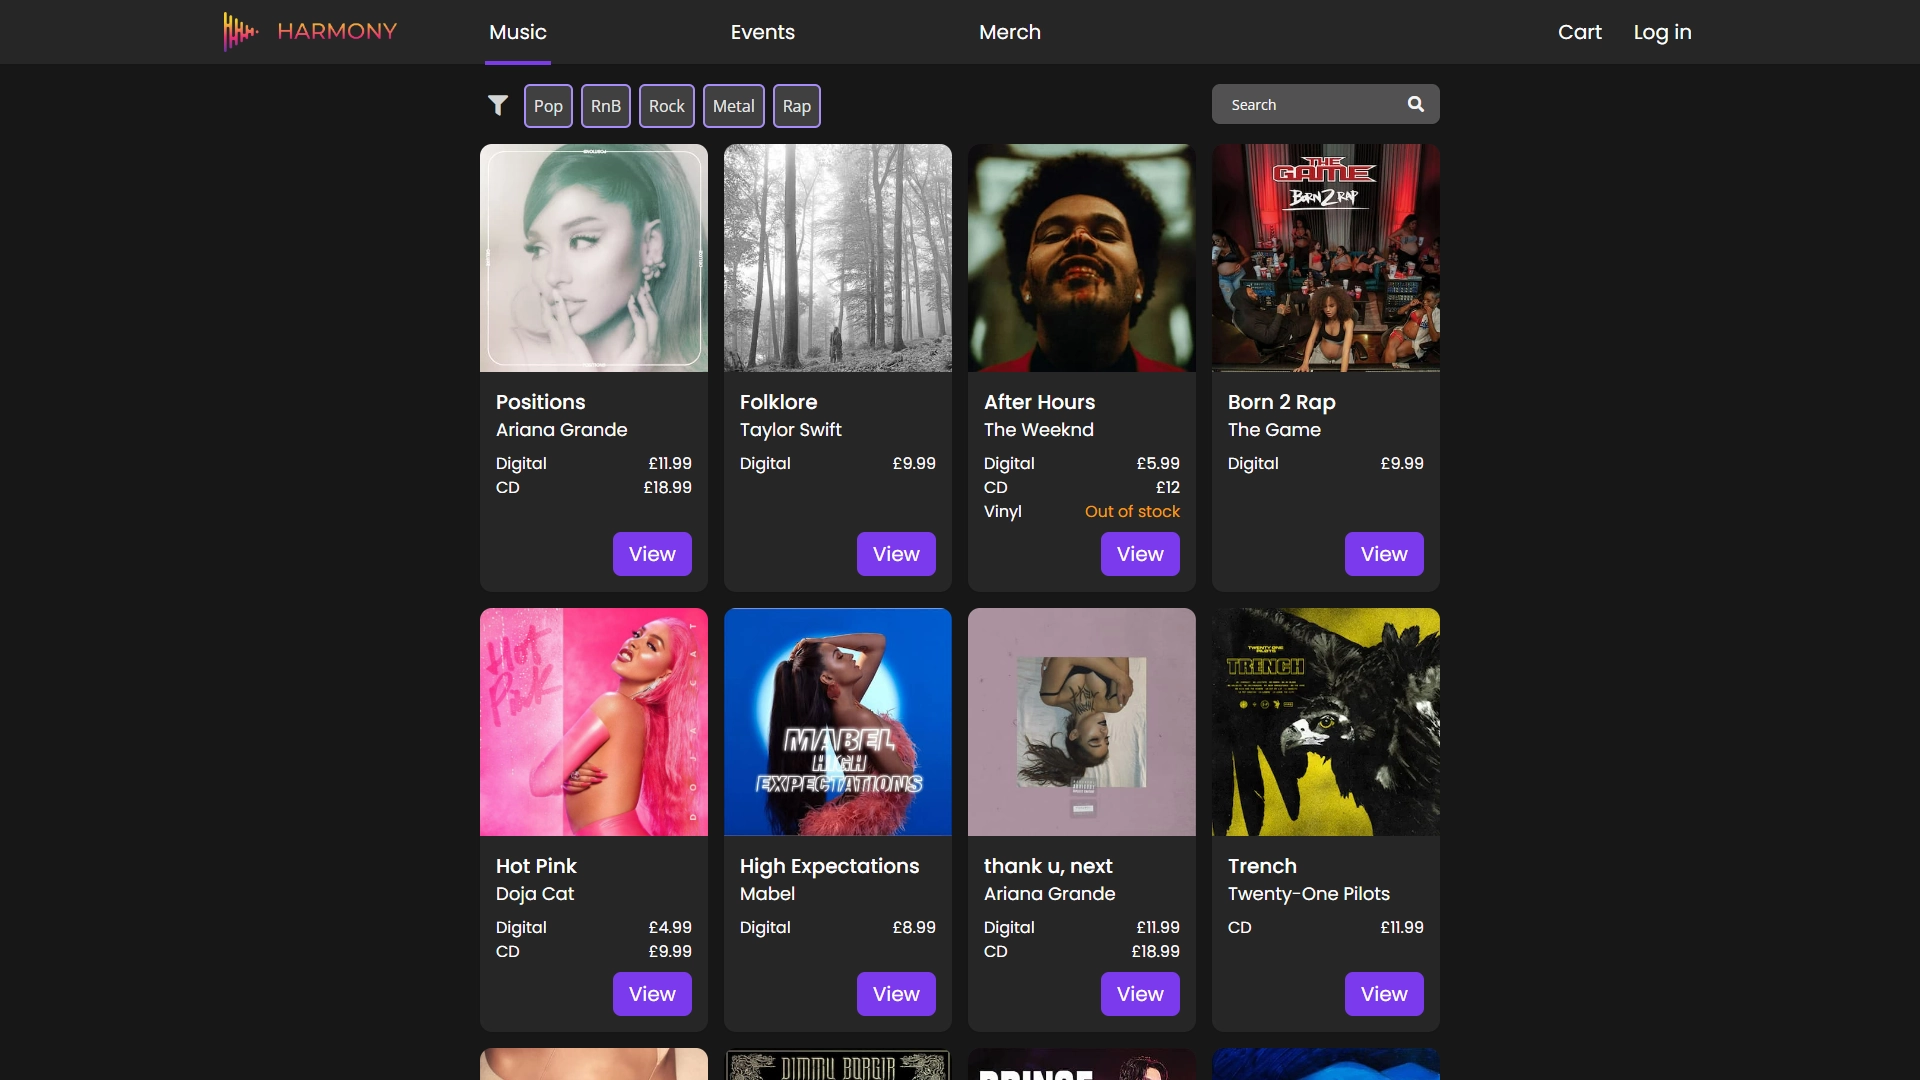 HARMONY
Music
Events
Merch
Cart
Log in
Pop
RnB
Rock
Metal
Rap
Search
THE
GAME
BORN 2 RAP
Positions
Ariana Grande
Digital £11.99
CD £18.99
View
Folklore
Taylor Swift
Digital £9.99
View
After Hours
The Weeknd
Digital £5.99
CD £12
Vinyl Out of stock
View
Born 2 Rap
The Game
Digital £9.99
View
Hot
Pink
DOJA CAT
MABEL
HIGH
EXPECTATIONS
TWENTY ONE
PILOTS
TRENCH
Hot Pink
Doja Cat
Digital £4.99
CD £9.99
View
High Expectations
Mabel
Digital £8.99
View
thank u, next
Ariana Grande
Digital £11.99
CD £18.99
View
Trench
Twenty-One Pilots
CD £11.99
View
DIMMU BORGIR
PRINCE